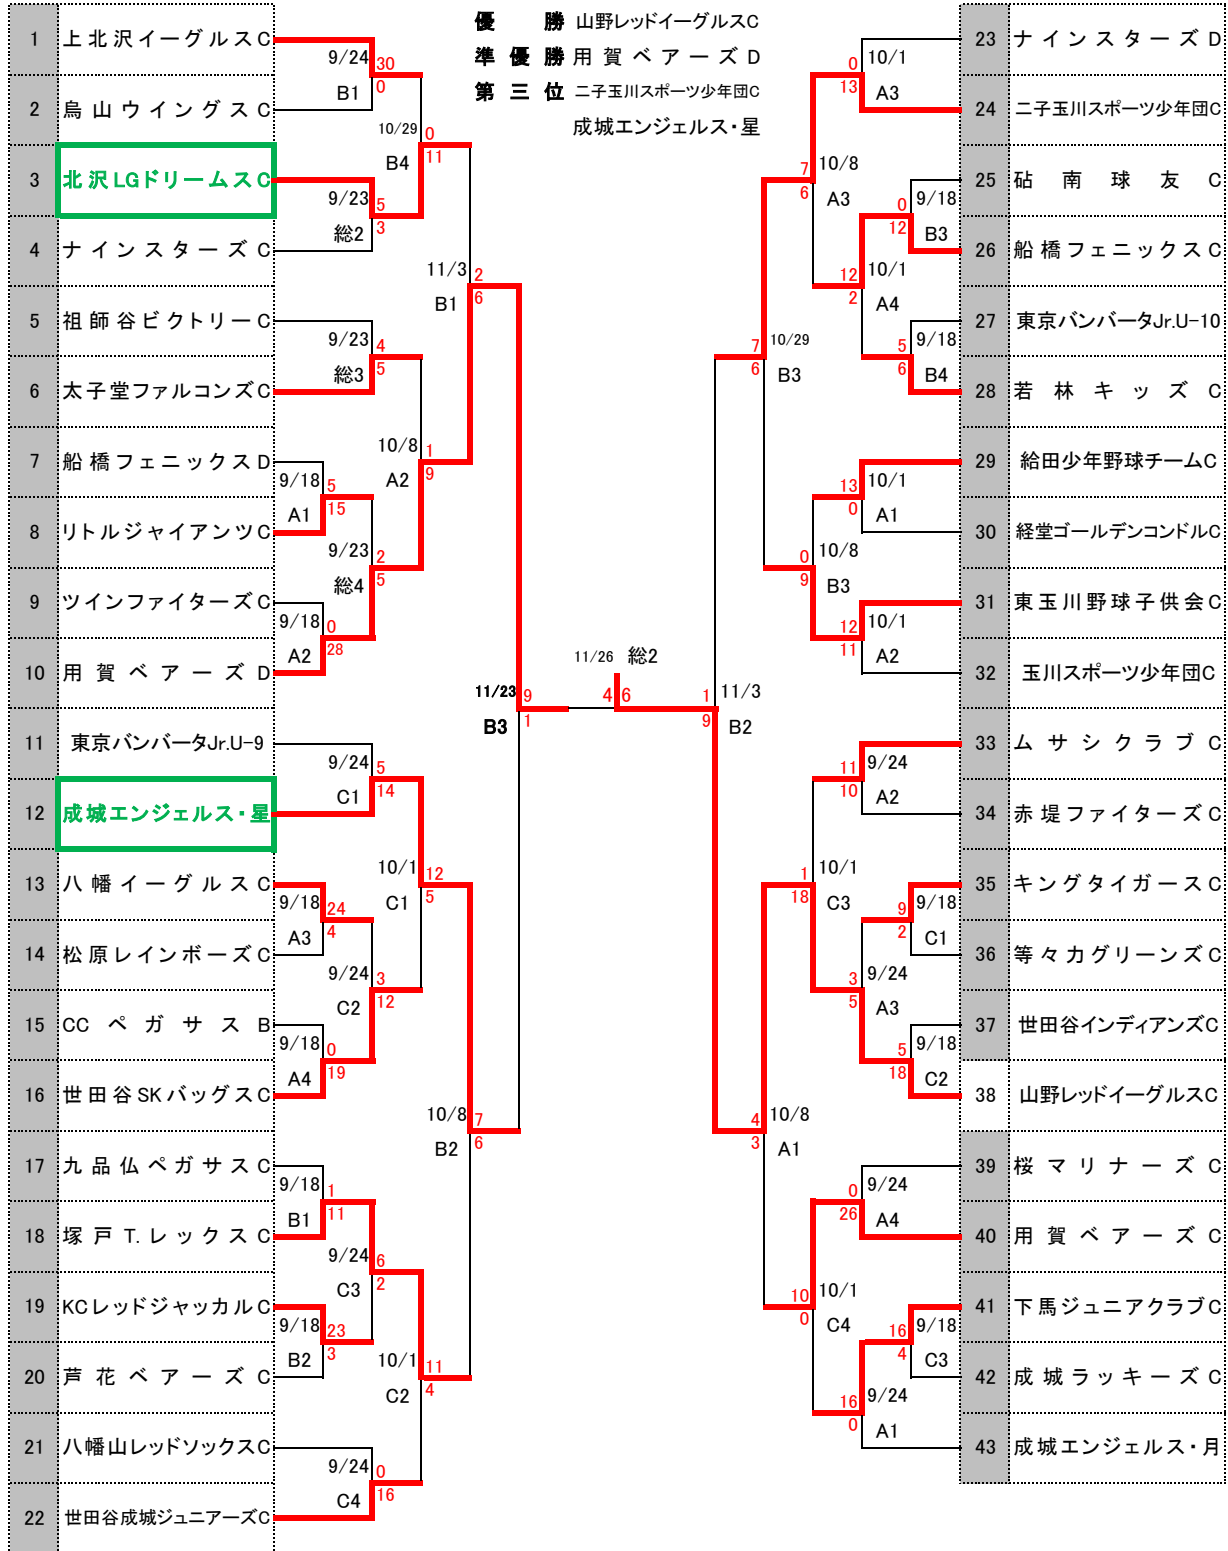 優勝 山野レッドイーグルスC
準優勝 用賀ベアーズD
第三位 二子玉川スポーツ少年団C
成城エンジェルス・星
1 上北沢イーグルスC
2 烏山ウイングスC
3 北沢LGドリームスC
4 ナインスターズC
5 祖師谷ビクトリーC
6 太子堂ファルコンズC
7 船橋フェニックスD
8 リトルジャイアンツC
9 ツインファイターズC
10 用賀ベアーズD
11 東京バンバータJr.U-9
12 成城エンジェルス・星
13 八幡イーグルスC
14 松原レインボーズC
15 CCペガサスB
16 世田谷SKバッグスC
17 九品仏ペガサスC
18 塚戸T.レックスC
19 KCレッドジャッカルC
20 芦花ベアーズC
21 八幡山レッドソックスC
22 世田谷成城ジュニアーズC
9/24 30
B1 0
9/23 5
総2 3
9/23 4
総3 5
9/18 5
A1 15
9/18 0
A2 28
9/23 2
総4 5
10/29 0
B4 11
10/8 1
A2 9
11/3 2
B1 6
9/24 5
C1 14
9/18 24
A3 4
9/18 0
A4 19
9/24 3
C2 12
10/1 12
C1 5
9/18 1
B1 11
9/18 23
B2 3
9/24 6
C3 2
9/24 0
C4 16
10/1 11
C2 4
10/8 7
B2 6
11/23 9
B3 1
11/26 総2
4 6
1 11/3
9 B2
0 10/1
13 A3
0 9/18
12 B3
5 9/18
6 B4
12 10/1
2 A4
7 10/8
6 A3
13 10/1
0 A1
12 10/1
11 A2
0 10/8
9 B3
7 10/29
6 B3
11 9/24
10 A2
9 9/18
2 C1
5 9/18
18 C2
3 9/24
5 A3
1 10/1
18 C3
0 9/24
26 A4
16 9/18
4 C3
16 9/24
0 A1
10 10/1
0 C4
4 10/8
3 A1
23 ナインスターズD
24 二子玉川スポーツ少年団C
25 砧南球友C
26 船橋フェニックスC
27 東京バンバータJr.U-10
28 若林キッズC
29 給田少年野球チームC
30 経堂ゴールデンコンドルC
31 東玉川野球子供会C
32 玉川スポーツ少年団C
33 ムサシクラブC
34 赤堤ファイターズC
35 キングタイガースC
36 等々力グリーンズC
37 世田谷インディアンズC
38 山野レッドイーグルスC
39 桜マリナーズC
40 用賀ベアーズC
41 下馬ジュニアクラブC
42 成城ラッキーズC
43 成城エンジェルス・月